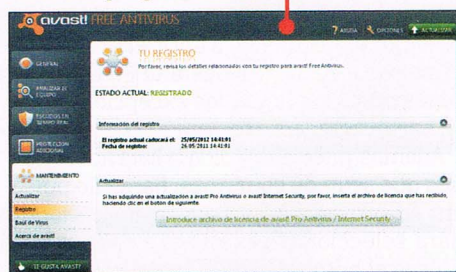 avast! FREE ANTIVIRUS
AYUDA OPCIONES ACTUALIZAR
GENERAL
ANALIZAR EL EQUIPO
ESCUDOS EN TIEMPO REAL
PROTECCIÓN ADICIONAL
MANTENIMIENTO
Actualizar
Registro
Baúl de Virus
Acerca de avast!
¿TE GUSTA AVAST?
TU REGISTRO
Por favor, revisa los detalles relacionados con tu registro para avast! Free Antivirus.
ESTADO ACTUAL: REGISTRADO
Información del registro
El registro actual caducará el: 25/05/2012 14:41:01
Fecha de registro: 26/05/2011 14:41:01
Actualizar
Si has adquirido una actualización a avast! Pro Antivirus o avast! Internet Security, por favor, inserta el archivo de licencia que has recibido,
haciendo clic en el botón de siguiente.
Introduce archivo de licencia de avast! Pro Antivirus / Internet Security